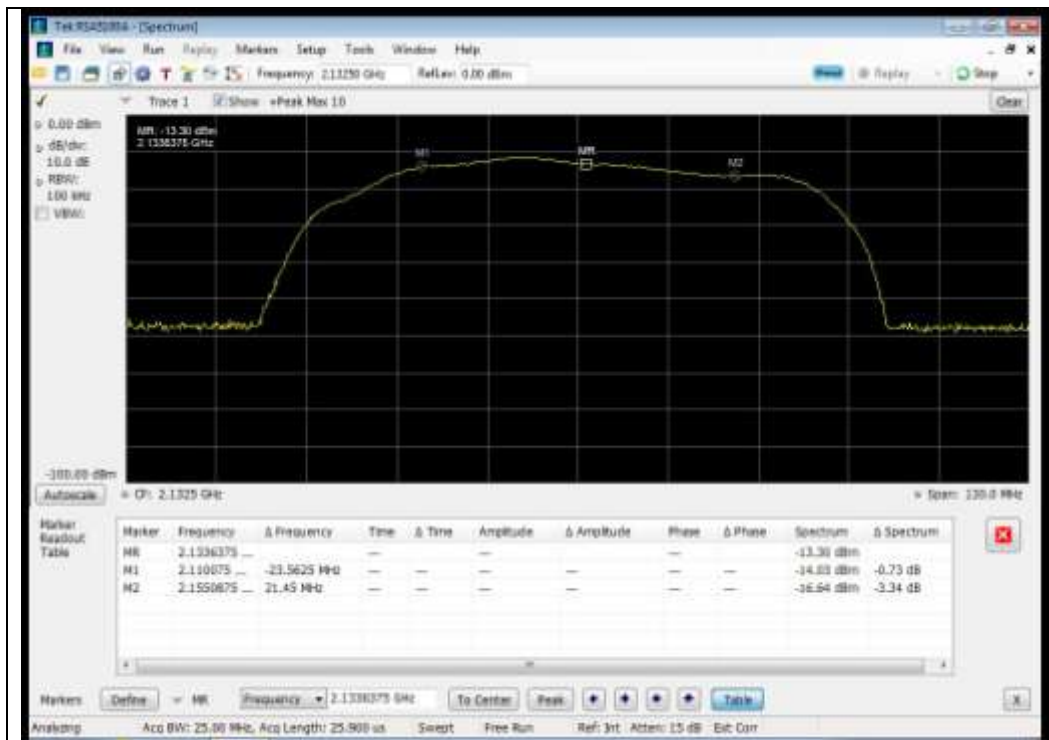 Tek RSA5100A - [Spectrum]
File View Run Replay Markers Setup Tools Window Help
T Frequency: 2.13250 GHz RefLev: 0.00 dBm Replay Stop
Trace 1 Show +Peak Max 10 Clear
0.00 dBm
dB/div:
10.0 dB
RBW:
100 kHz
VBW:
MR: -13.30 dBm
2.1336375 GHz
M1 MR M2
-100.00 dBm
Autoscale CF: 2.1325 GHz Span: 130.0 MHz
Marker Readout Table
Marker Frequency Δ Frequency Time Δ Time Amplitude Δ Amplitude Phase Δ Phase Spectrum Δ Spectrum
MR 2.1336375 ... -- -- -- -13.30 dBm
M1 2.110075 ... -23.5625 MHz -- -- -- -- -- -- -14.03 dBm -0.73 dB
M2 2.1550875 ... 21.45 MHz -- -- -- -- -- -- -16.64 dBm -3.34 dB
Markers Define MR Frequency 2.1336375 GHz To Center Peak Table X
Analyzing Acq BW: 25.00 MHz, Acq Length: 25.900 us Swept Free Run Ref: Int Atten: 15 dB Ext Corr